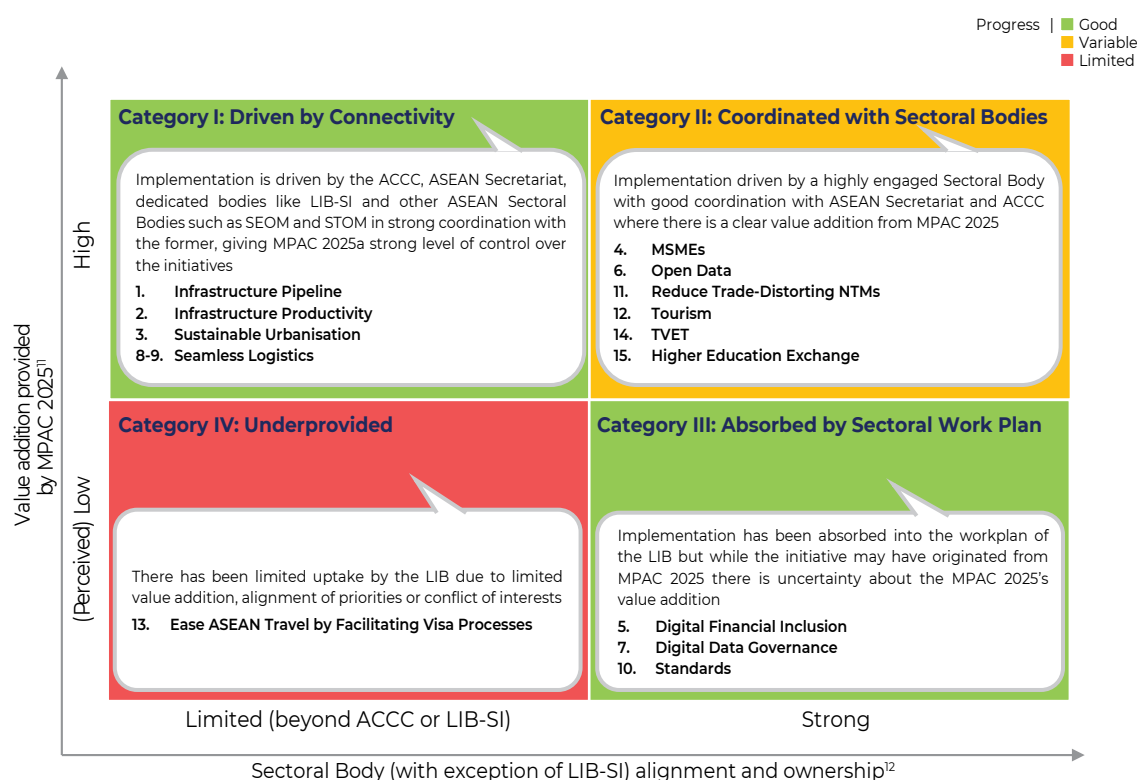 Progress | Good
Variable
Limited
Category I: Driven by Connectivity
Implementation is driven by the ACCC, ASEAN Secretariat,
dedicated bodies like LIB-SI and other ASEAN Sectoral
Bodies such as SEOM and STOM in strong coordination with
the former, giving MPAC 2025a strong level of control over
the initiatives
1. Infrastructure Pipeline
2. Infrastructure Productivity
3. Sustainable Urbanisation
8-9. Seamless Logistics
Category II: Coordinated with Sectoral Bodies
Implementation driven by a highly engaged Sectoral Body
with good coordination with ASEAN Secretariat and ACCC
where there is a clear value addition from MPAC 2025
4. MSMEs
6. Open Data
11. Reduce Trade-Distorting NTMs
12. Tourism
14. TVET
15. Higher Education Exchange
Category IV: Underprovided
There has been limited uptake by the LIB due to limited
value addition, alignment of priorities or conflict of interests
13. Ease ASEAN Travel by Facilitating Visa Processes
Category III: Absorbed by Sectoral Work Plan
Implementation has been absorbed into the workplan of
the LIB but while the initiative may have originated from
MPAC 2025 there is uncertainty about the MPAC 2025's
value addition
5. Digital Financial Inclusion
7. Digital Data Governance
10. Standards
High
(Perceived) Low
Value addition provided
by MPAC 2025¹¹
Limited (beyond ACCC or LIB-SI)
Strong
Sectoral Body (with exception of LIB-SI) alignment and ownership¹²